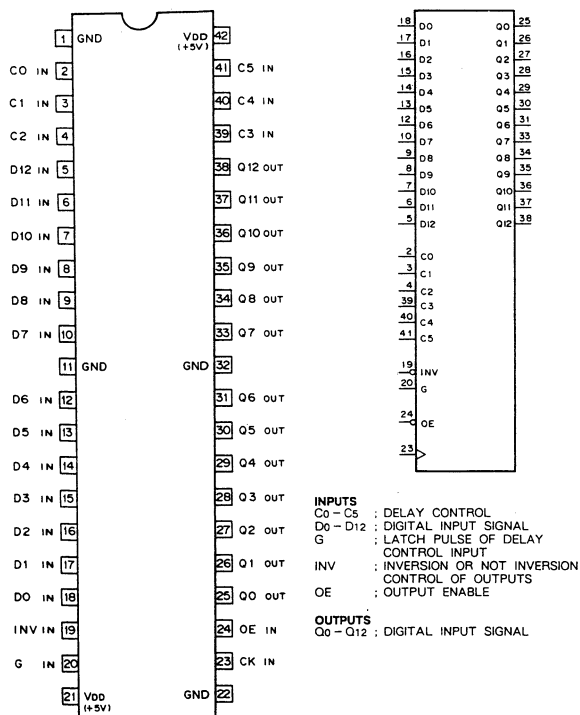 1 GND VDD 42
(+5V)
C0 IN 2 41 C5 IN
C1 IN 3 40 C4 IN
C2 IN 4 39 C3 IN
D12 IN 5 38 Q12 OUT
D11 IN 6 37 Q11 OUT
D10 IN 7 36 Q10 OUT
D9 IN 8 35 Q9 OUT
D8 IN 9 34 Q8 OUT
D7 IN 10 33 Q7 OUT
11 GND GND 32
D6 IN 12 31 Q6 OUT
D5 IN 13 30 Q5 OUT
D4 IN 14 29 Q4 OUT
D3 IN 15 28 Q3 OUT
D2 IN 16 27 Q2 OUT
D1 IN 17 26 Q1 OUT
D0 IN 18 25 Q0 OUT
INV IN 19 24 OE IN
G IN 20 23 CK IN
21 VDD GND 22
(+5V)
18 D0 Q0 25
17 D1 Q1 26
16 D2 Q2 27
15 D3 Q3 28
14 D4 Q4 29
13 D5 Q5 30
12 D6 Q6 31
10 D7 Q7 33
9 D8 Q8 34
8 D9 Q9 35
7 D10 Q10 36
6 D11 Q11 37
5 D12 Q12 38
2 C0
3 C1
4 C2
39 C3
40 C4
41 C5
19 INV
20 G
24 OE
23
INPUTS
C0 – C5 ; DELAY CONTROL
D0 – D12 ; DIGITAL INPUT SIGNAL
G ; LATCH PULSE OF DELAY
CONTROL INPUT
INV ; INVERSION OR NOT INVERSION
CONTROL OF OUTPUTS
OE ; OUTPUT ENABLE
OUTPUTS
Q0 – Q12 ; DIGITAL INPUT SIGNAL